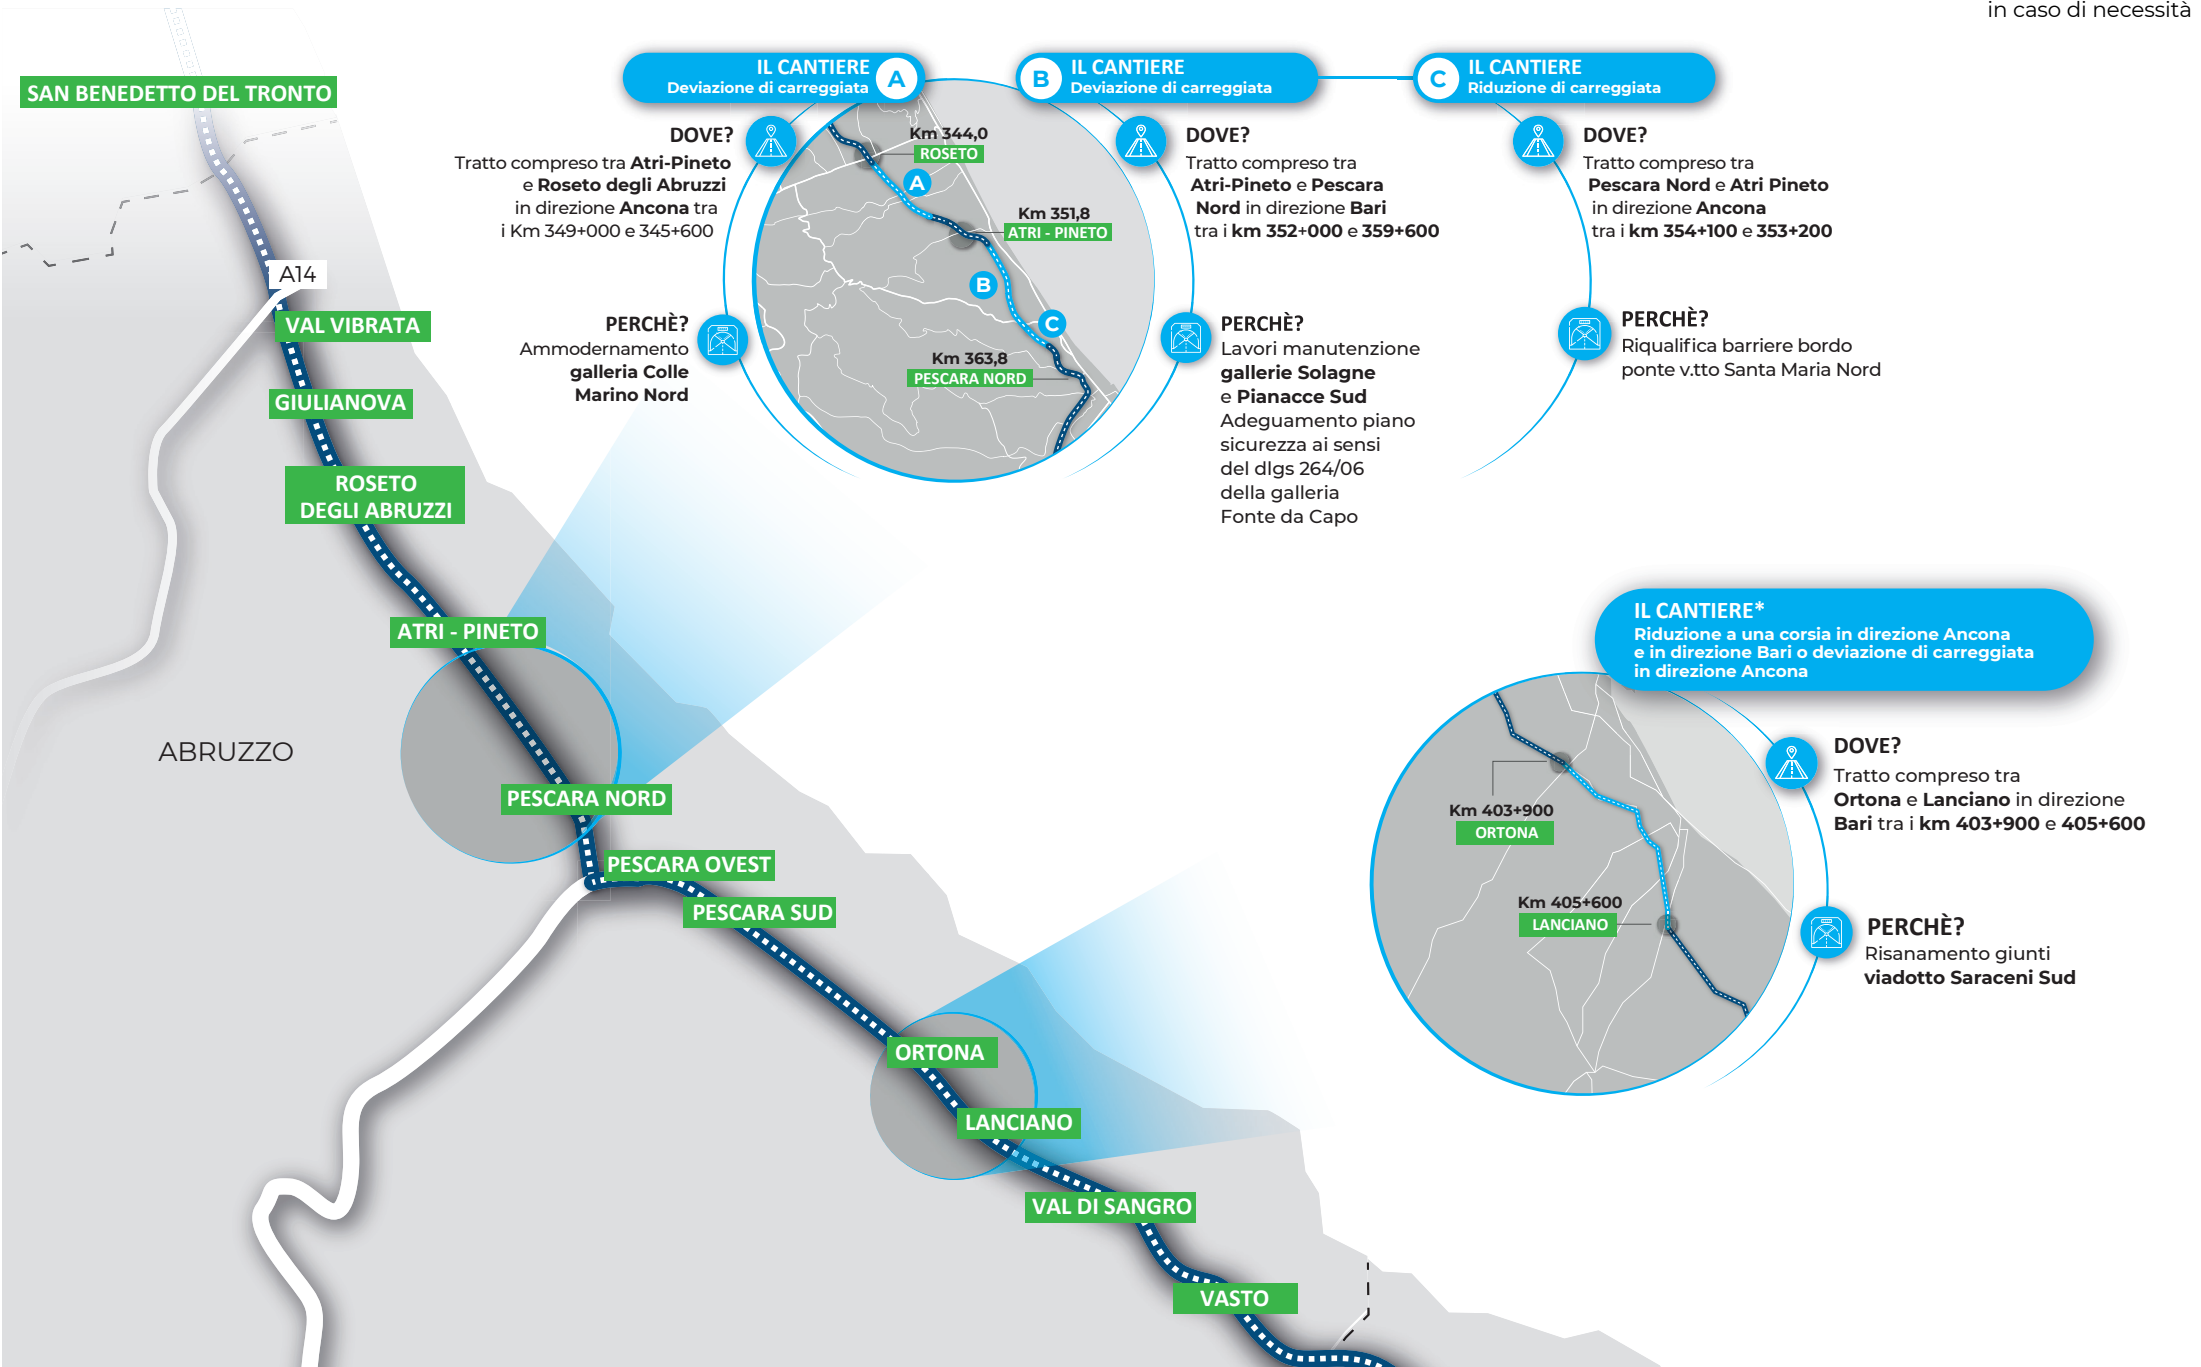 in caso di necessità
SAN BENEDETTO DEL TRONTO
A14
VAL VIBRATA
GIULIANOVA
ROSETO
DEGLI ABRUZZI
ATRI - PINETO
ABRUZZO
PESCARA NORD
PESCARA OVEST
PESCARA SUD
ORTONA
LANCIANO
VAL DI SANGRO
VASTO
IL CANTIERE
Deviazione di carreggiata
A
DOVE?
Tratto compreso tra Atri-Pineto
e Roseto degli Abruzzi
in direzione Ancona tra
i Km 349+000 e 345+600
PERCHÈ?
Ammodernamento
galleria Colle
Marino Nord
Km 344,0
ROSETO
A
Km 351,8
ATRI - PINETO
B
C
Km 363,8
PESCARA NORD
B
IL CANTIERE
Deviazione di carreggiata
DOVE?
Tratto compreso tra
Atri-Pineto e Pescara
Nord in direzione Bari
tra i km 352+000 e 359+600
PERCHÈ?
Lavori manutenzione
gallerie Solagne
e Pianacce Sud
Adeguamento piano
sicurezza ai sensi
del dlgs 264/06
della galleria
Fonte da Capo
C
IL CANTIERE
Riduzione di carreggiata
DOVE?
Tratto compreso tra
Pescara Nord e Atri Pineto
in direzione Ancona
tra i km 354+100 e 353+200
PERCHÈ?
Riqualifica barriere bordo
ponte v.tto Santa Maria Nord
IL CANTIERE*
Riduzione a una corsia in direzione Ancona
e in direzione Bari o deviazione di carreggiata
in direzione Ancona
Km 403+900
ORTONA
Km 405+600
LANCIANO
DOVE?
Tratto compreso tra
Ortona e Lanciano in direzione
Bari tra i km 403+900 e 405+600
PERCHÈ?
Risanamento giunti
viadotto Saraceni Sud